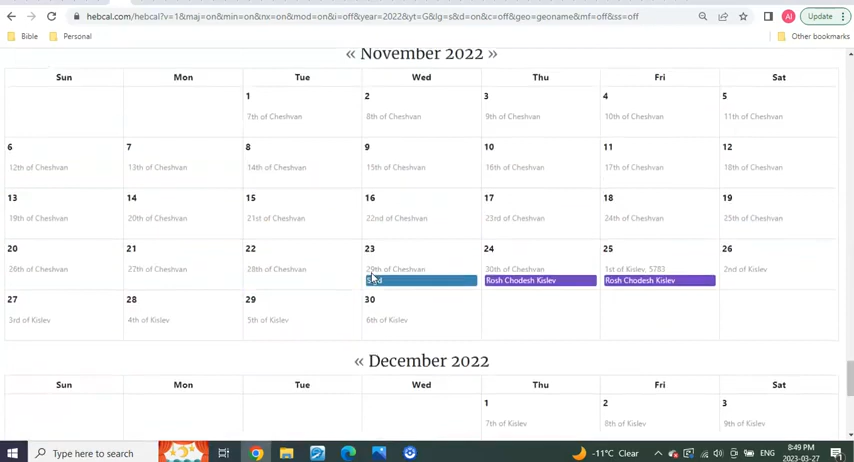 hebcal.com/hebcal?v=1&maj=on&min=on&nx=on&mod=on&i=off&year=2022&yt=G&lg=s&d=on&c=off&geo=geoname&mf=off&ss=off
AI
Update
Bible
Personal
Other bookmarks
« November 2022 »
Sun Mon Tue Wed Thu Fri Sat
1 2 3 4 5
7th of Cheshvan 8th of Cheshvan 9th of Cheshvan 10th of Cheshvan 11th of Cheshvan
6 7 8 9 10 11 12
12th of Cheshvan 13th of Cheshvan 14th of Cheshvan 15th of Cheshvan 16th of Cheshvan 17th of Cheshvan 18th of Cheshvan
13 14 15 16 17 18 19
19th of Cheshvan 20th of Cheshvan 21st of Cheshvan 22nd of Cheshvan 23rd of Cheshvan 24th of Cheshvan 25th of Cheshvan
20 21 22 23 24 25 26
26th of Cheshvan 27th of Cheshvan 28th of Cheshvan 29th of Cheshvan 30th of Cheshvan 1st of Kislev, 5783 2nd of Kislev
Rosh Chodesh Kislev Rosh Chodesh Kislev
27 28 29 30
3rd of Kislev 4th of Kislev 5th of Kislev 6th of Kislev
« December 2022
Sun Mon Tue Wed Thu Fri Sat
1 2 3
7th of Kislev 8th of Kislev 9th of Kislev
Type here to search
-11°C Clear
ENG
8:49 PM
2023-03-27